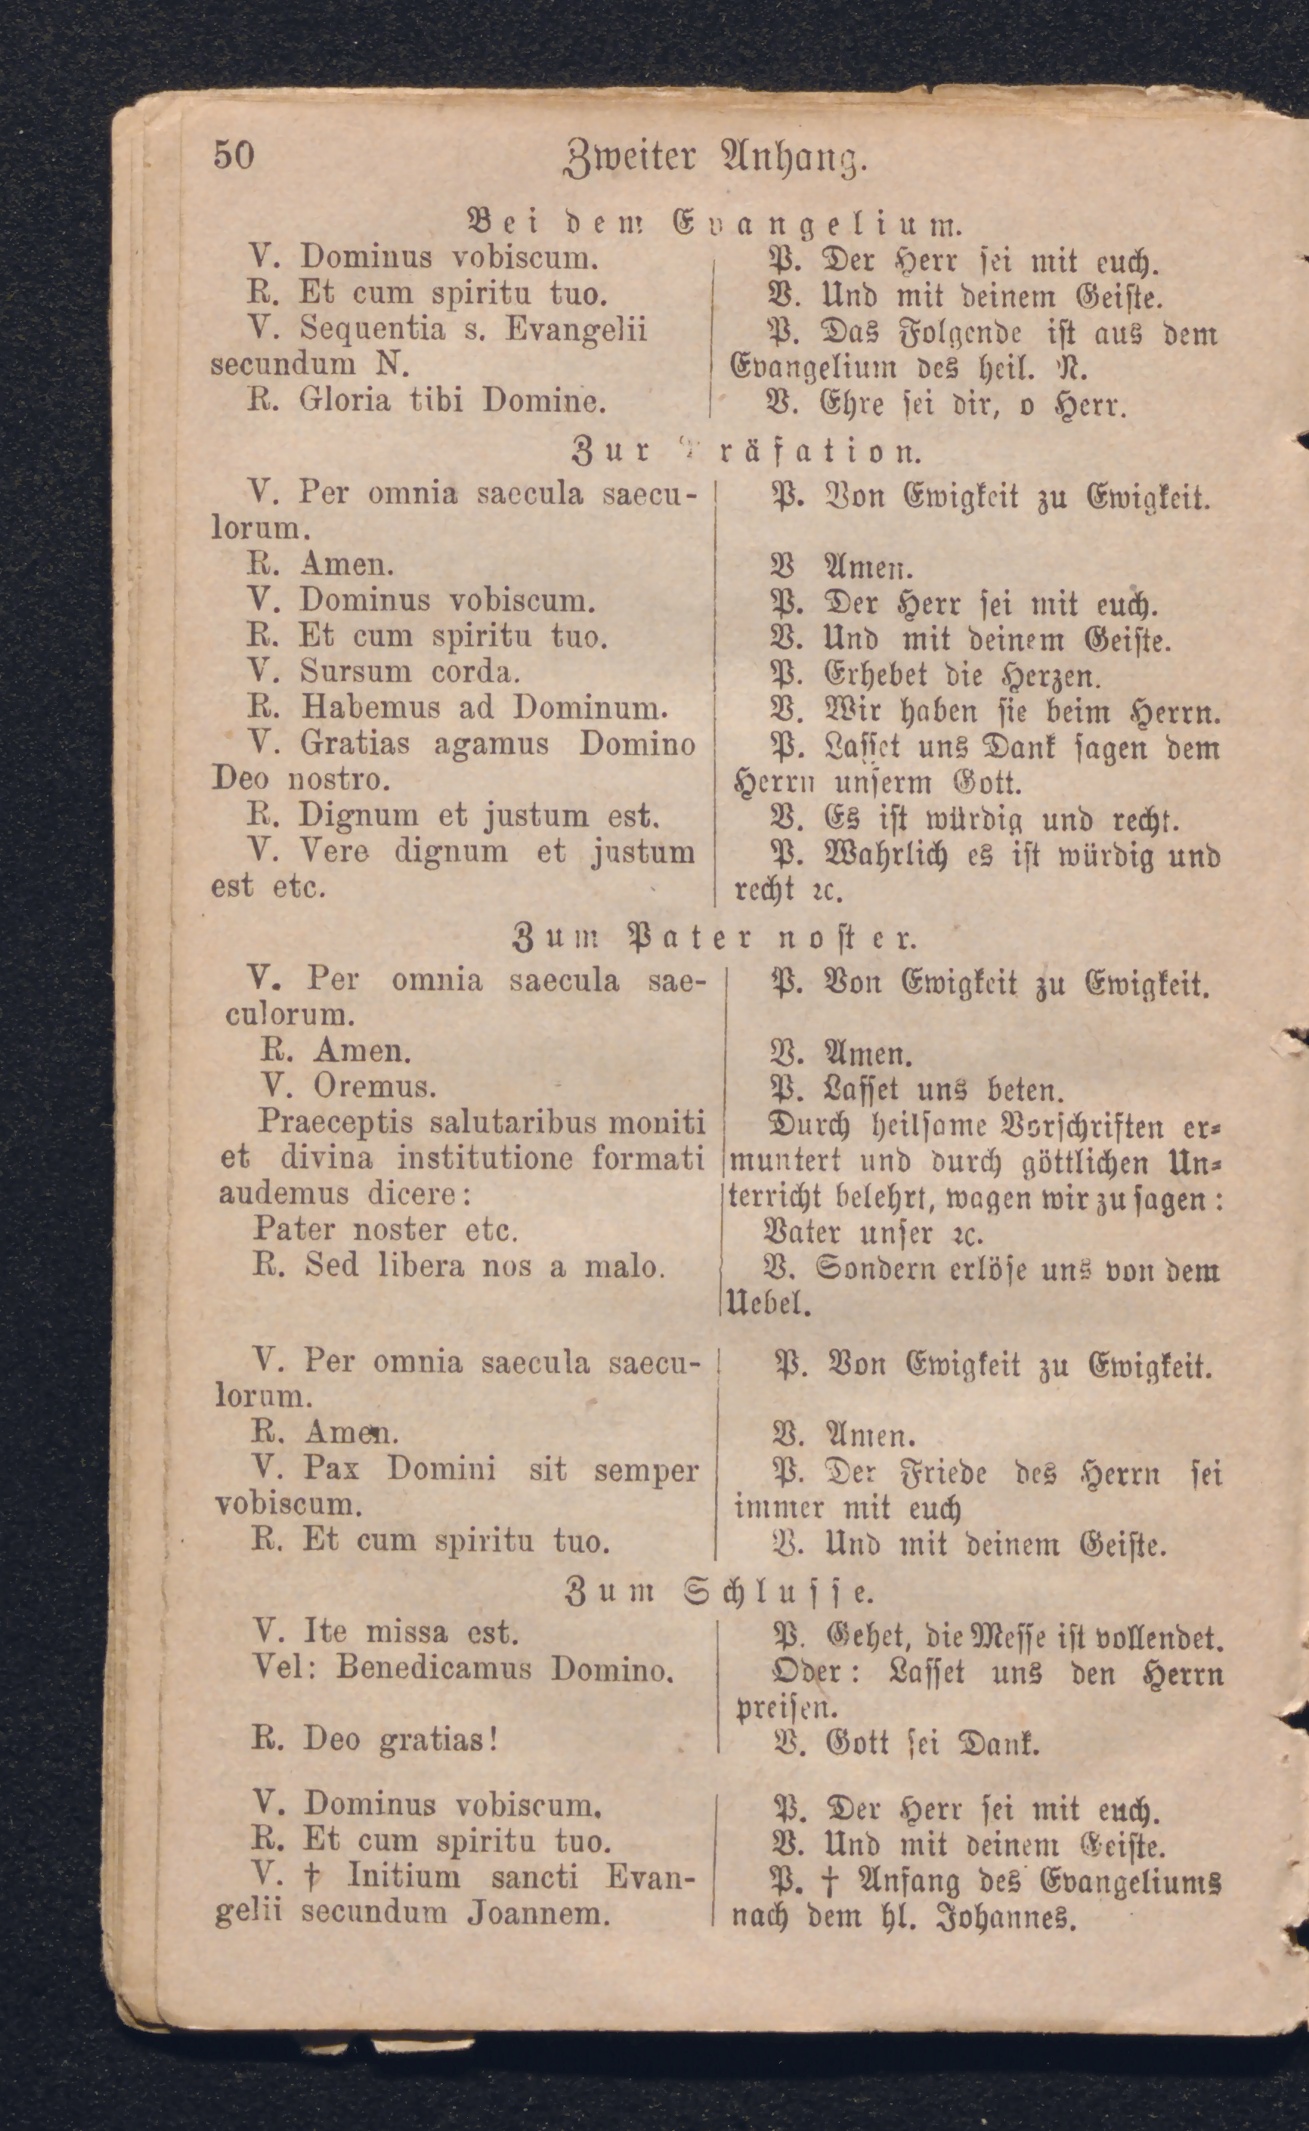 50 Zweiter Anhang.
Bei dem Evangelium.
V. Dominus vobiscum.
R. Et cum spiritu tuo.
V. Sequentia s. Evangelii
secundum N.
R. Gloria tibi Domine.
P. Der Herr sei mit euch.
V. Und mit deinem Geiste.
P. Das Folgende ist aus dem
Evangelium des heil. N.
V. Ehre sei dir, o Herr.
Zur Präfation.
V. Per omnia saecula saecu-
lorum.
R. Amen.
V. Dominus vobiscum.
R. Et cum spiritu tuo.
V. Sursum corda.
R. Habemus ad Dominum.
V. Gratias agamus Domino
Deo nostro.
R. Dignum et justum est.
V. Vere dignum et justum
est etc.
P. Von Ewigkeit zu Ewigkeit.
V Amen.
P. Der Herr sei mit euch.
V. Und mit deinem Geiste.
P. Erhebet die Herzen.
V. Wir haben sie beim Herrn.
P. Lasset uns Dank sagen dem
Herrn unserm Gott.
V. Es ist würdig und recht.
P. Wahrlich es ist würdig und
recht ꝛc.
Zum Pater noster.
V. Per omnia saecula sae-
culorum.
R. Amen.
V. Oremus.
Praeceptis salutaribus moniti
et divina institutione formati
audemus dicere:
Pater noster etc.
R. Sed libera nos a malo.
P. Von Ewigkeit zu Ewigkeit.
V. Amen.
P. Lasset uns beten.
Durch heilsame Vorschriften er-
muntert und durch göttlichen Un-
terricht belehrt, wagen wir zu sagen:
Vater unser ꝛc.
V. Sondern erlöse uns von dem
Uebel.
V. Per omnia saecula saecu-
lorum.
R. Amen.
V. Pax Domini sit semper
vobiscum.
R. Et cum spiritu tuo.
P. Von Ewigkeit zu Ewigkeit.
V. Amen.
P. Der Friede des Herrn sei
immer mit euch
V. Und mit deinem Geiste.
Zum Schlusse.
V. Ite missa est.
Vel: Benedicamus Domino.
R. Deo gratias!
P. Gehet, die Messe ist vollendet.
Oder: Lasset uns den Herrn
preisen.
V. Gott sei Dank.
V. Dominus vobiscum.
R. Et cum spiritu tuo.
V. † Initium sancti Evan-
gelii secundum Joannem.
P. Der Herr sei mit euch.
V. Und mit deinem Geiste.
P. † Anfang des Evangeliums
nach dem hl. Johannes.